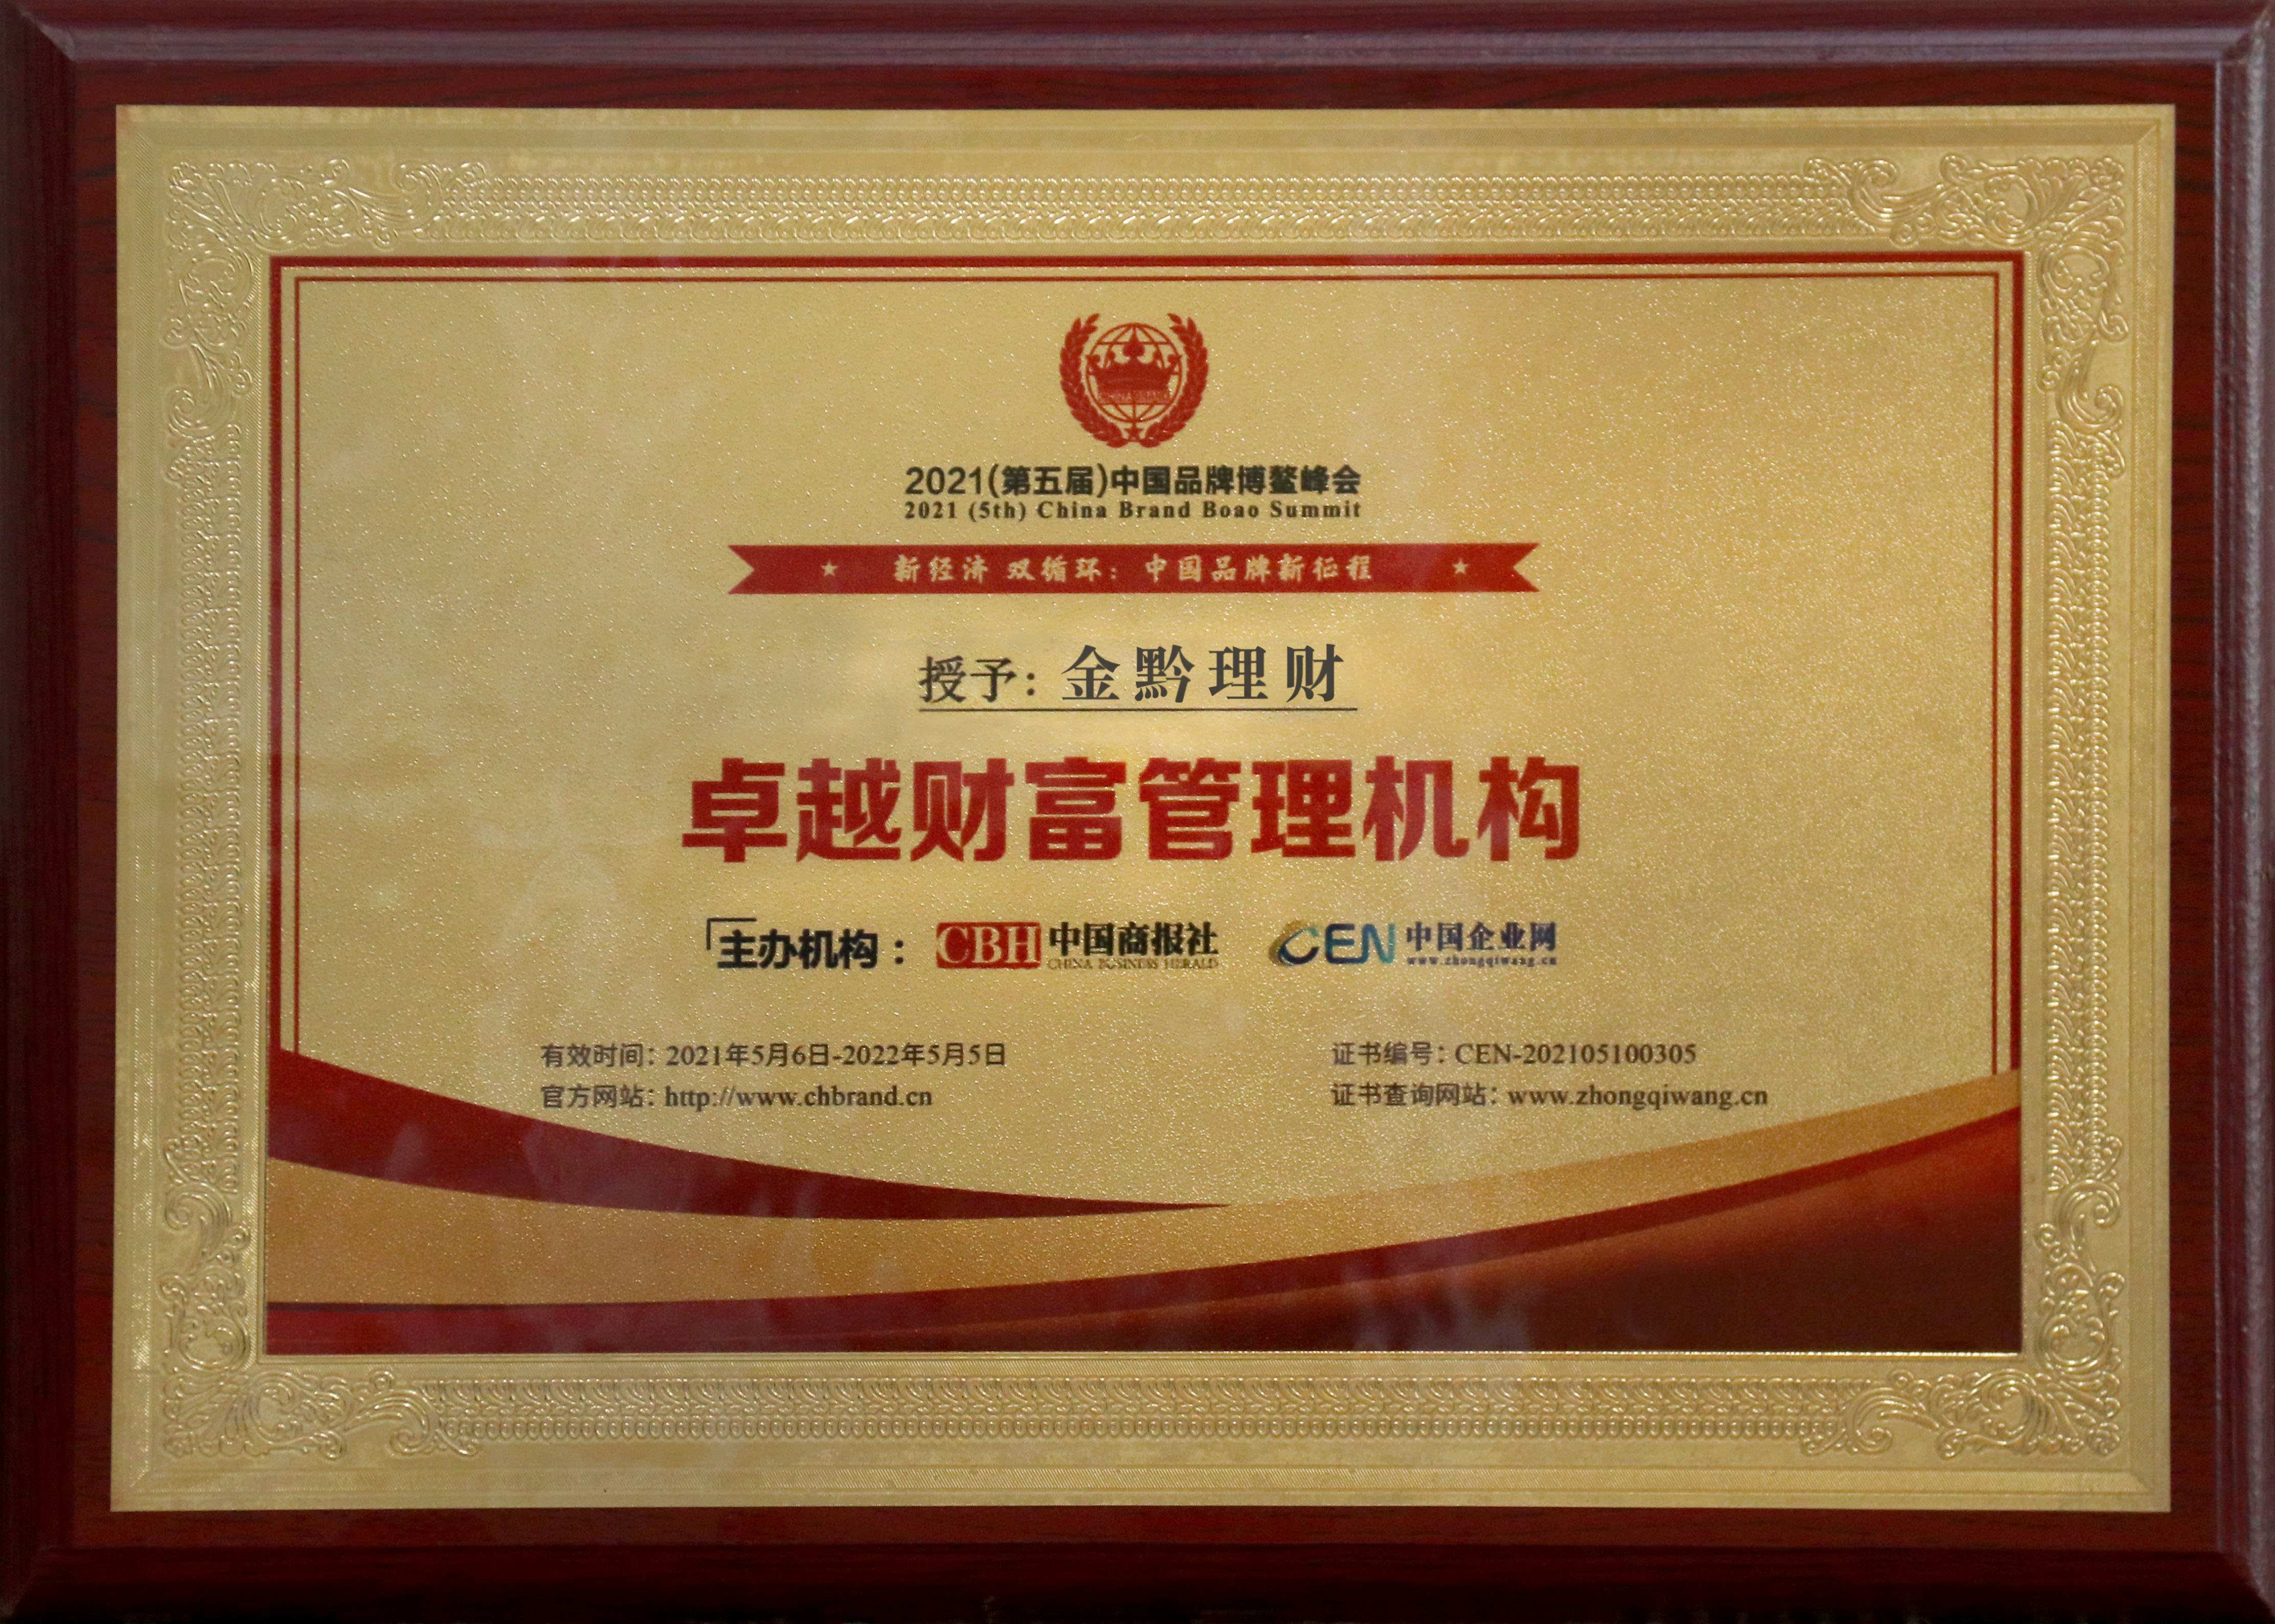 CHINA BRAND
2021(第五届)中国品牌博鳌峰会
2021 (5th) China Brand Boao Summit
新经济 双循环：中国品牌新征程
授予：金黔理财
卓越财富管理机构
主办机构： CBH 中国商报社 CHINA BUSINESS HERALD CEN 中国企业网 www.zhongqiwang.cn
有效时间：2021年5月6日-2022年5月5日 证书编号：CEN-202105100305
官方网站：http://www.chbrand.cn 证书查询网站：www.zhongqiwang.cn